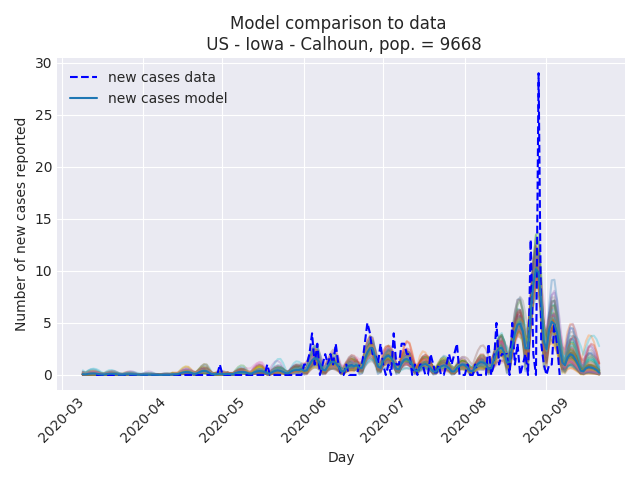 Model comparison to data
US - Iowa - Calhoun, pop. = 9668
new cases data
new cases model
Number of new cases reported
30
25
20
15
10
5
0
2020-03
2020-04
2020-05
2020-06
2020-07
2020-08
2020-09
Day